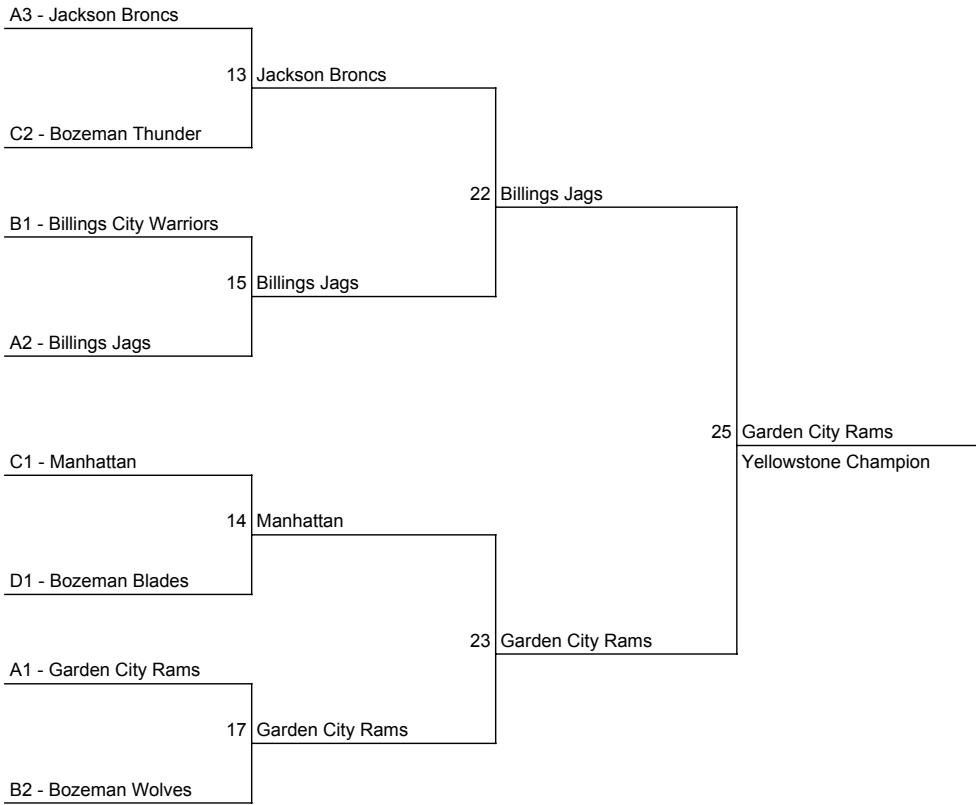 A3 - Jackson Broncs
13 Jackson Broncs
C2 - Bozeman Thunder
22 Billings Jags
B1 - Billings City Warriors
15 Billings Jags
A2 - Billings Jags
25 Garden City Rams
Yellowstone Champion
C1 - Manhattan
14 Manhattan
D1 - Bozeman Blades
23 Garden City Rams
A1 - Garden City Rams
17 Garden City Rams
B2 - Bozeman Wolves